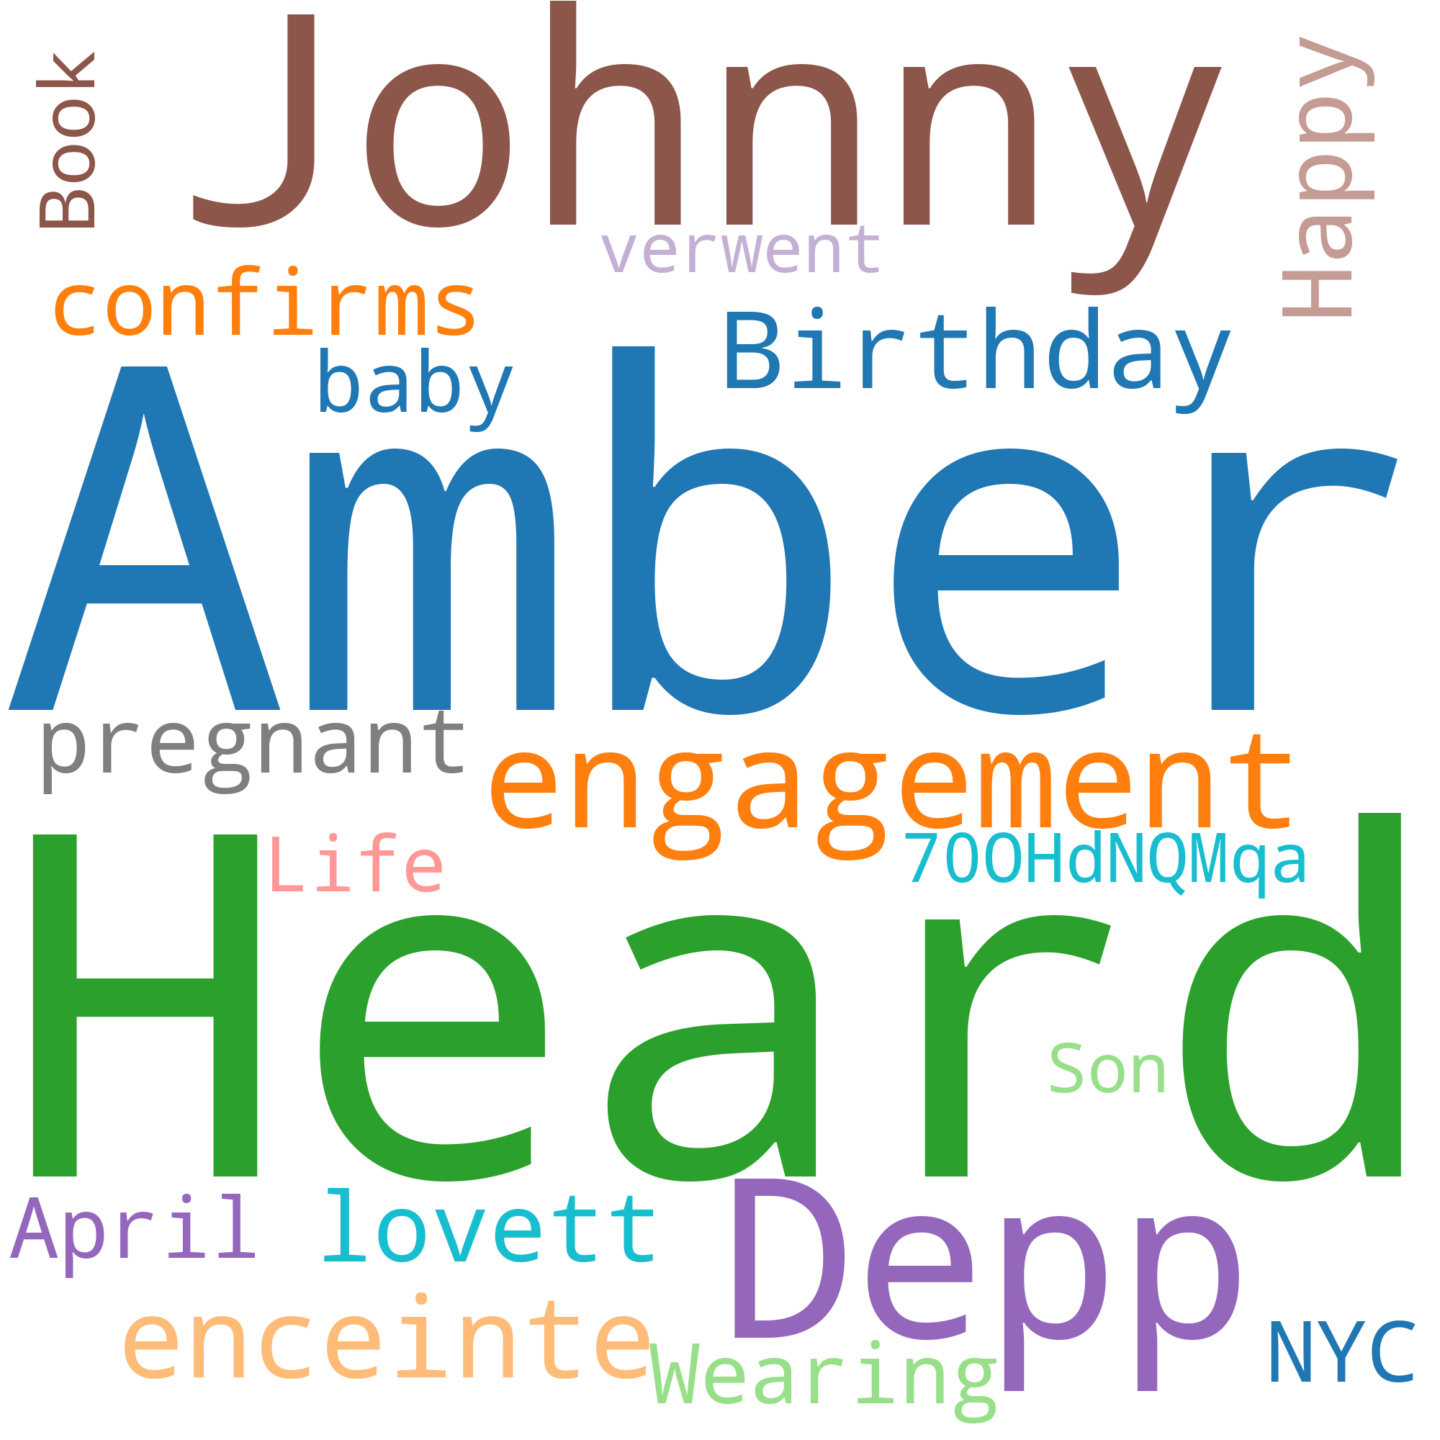 Book
Johnny
Happy
verwent
confirms
Birthday
baby
Amber
pregnant
engagement
Life
70OHdNQMqa
Heard
Son
April
lovett
Depp
enceinte
Wearing
NYC